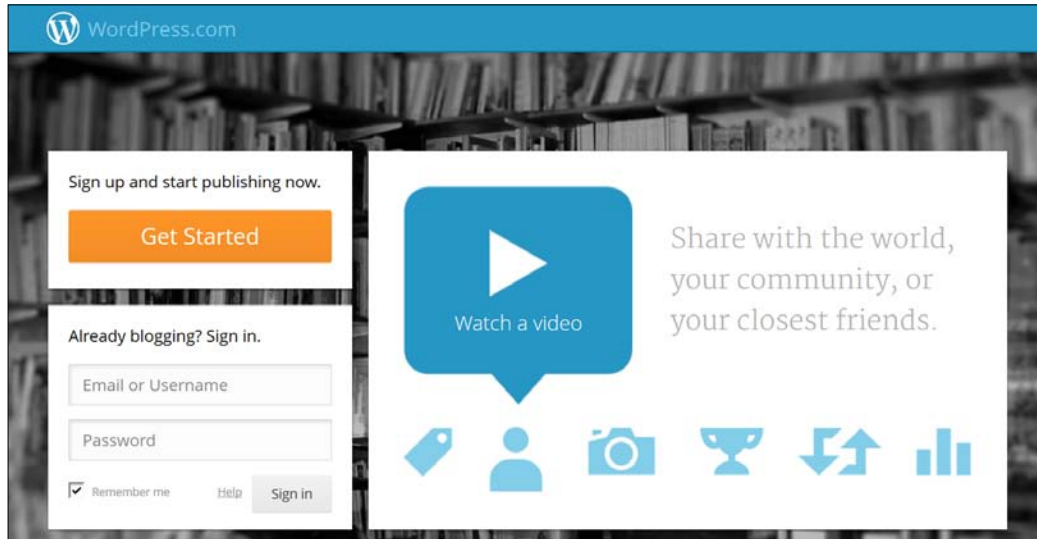 WordPress.com
Sign up and start publishing now.
Get Started
Already blogging? Sign in.
Email or Username
Password
Remember me
Help
Sign in
Watch a video
Share with the world,
your community, or
your closest friends.